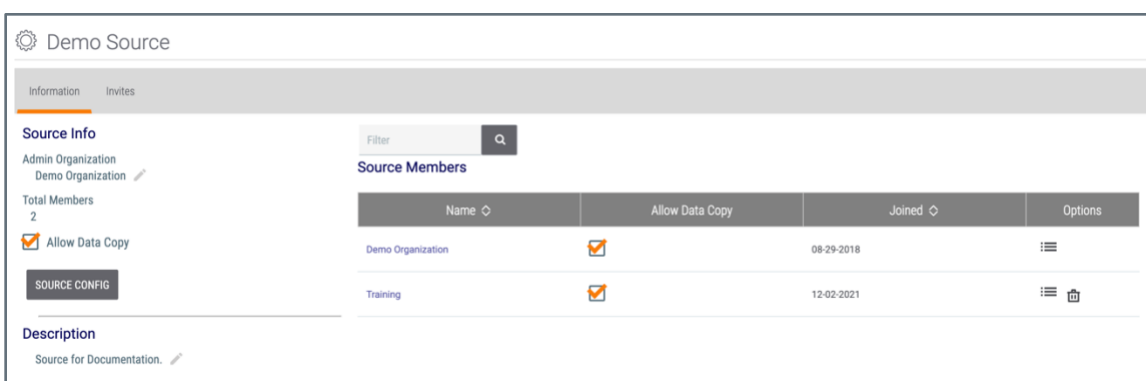 Demo Source
Information Invites
Source Info
Admin Organization
Demo Organization
Total Members
2
Allow Data Copy
SOURCE CONFIG
Description
Source for Documentation.
Filter
Source Members
Name Allow Data Copy Joined Options
Demo Organization 08-29-2018
Training 12-02-2021